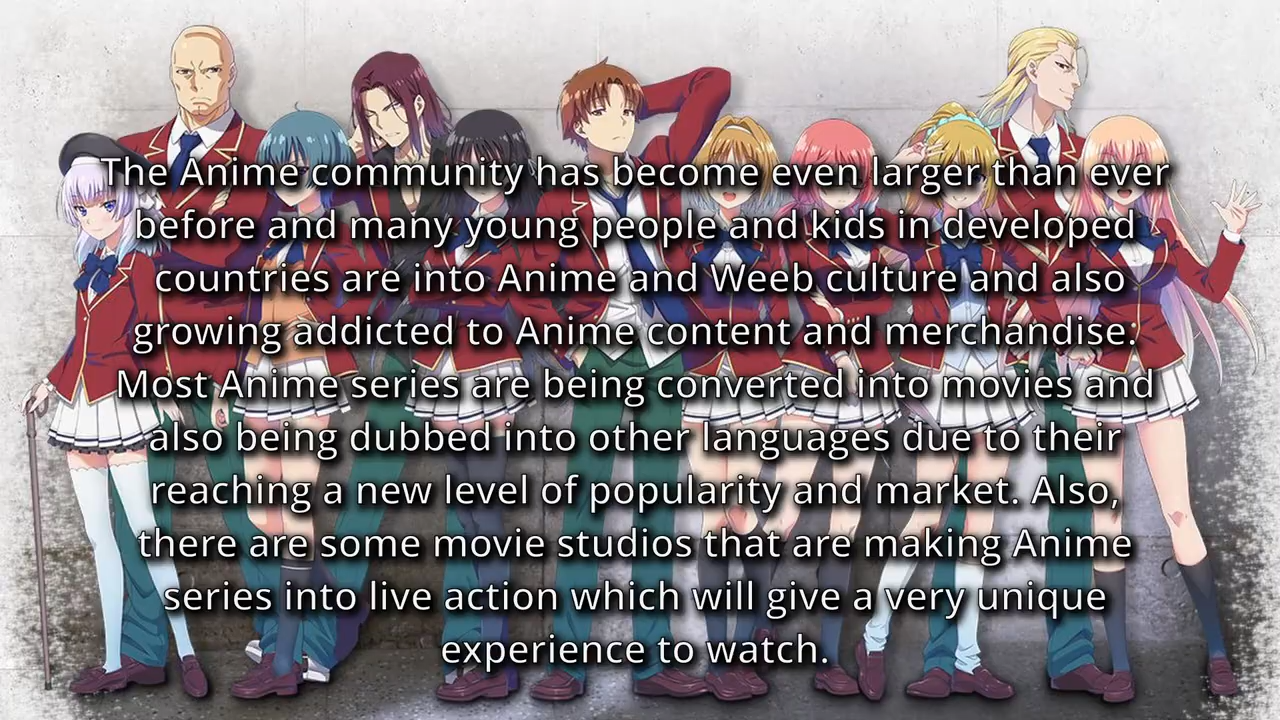 The Anime community has become even larger than ever
before and many young people and kids in developed
countries are into Anime and Weeb culture and also
growing addicted to Anime content and merchandise.
Most Anime series are being converted into movies and
also being dubbed into other languages due to their
reaching a new level of popularity and market. Also,
there are some movie studios that are making Anime
series into live action which will give a very unique
experience to watch.